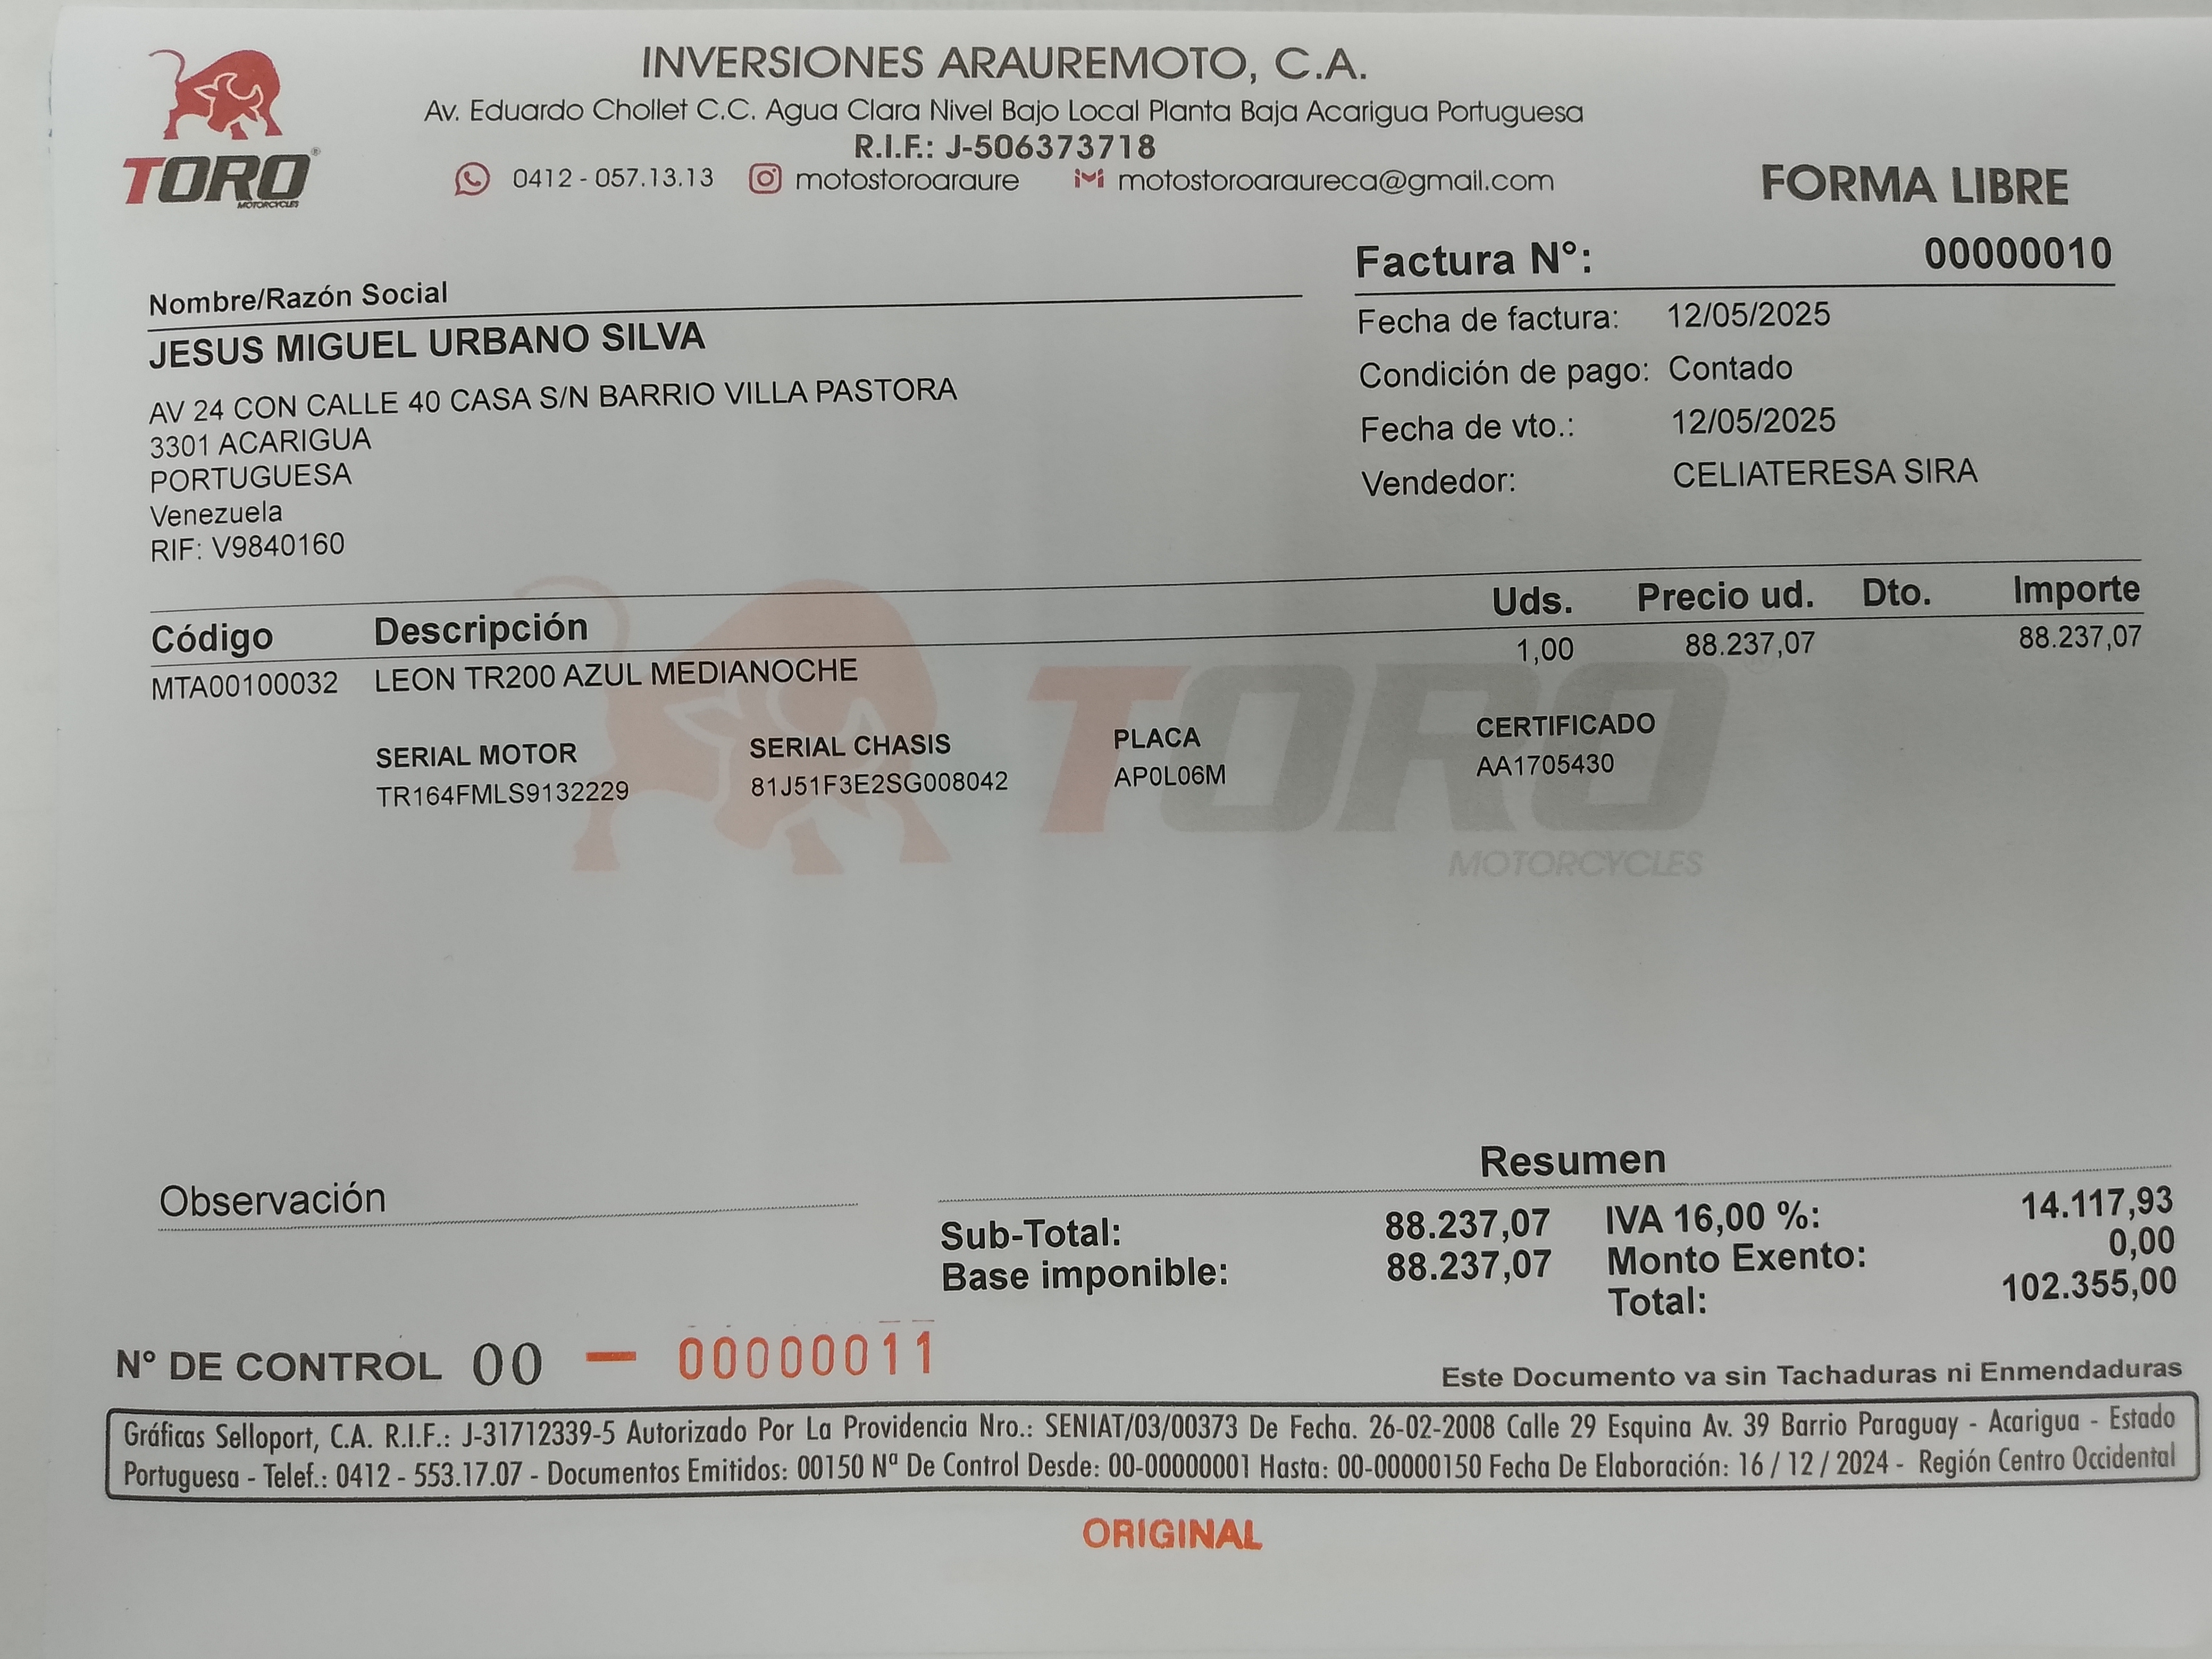 TORO
MOTORCYCLES
INVERSIONES ARAUREMOTO, C.A.
Av. Eduardo Chollet C.C. Agua Clara Nivel Bajo Local Planta Baja Acarigua Portuguesa
R.I.F.: J-506373718
0412 - 057.13.13 motostoroaraure motostoroaraureca@gmail.com
FORMA LIBRE
Factura N°: 00000010
Fecha de factura: 12/05/2025
Condición de pago: Contado
Fecha de vto.: 12/05/2025
Vendedor: CELIATERESA SIRA
Nombre/Razón Social
JESUS MIGUEL URBANO SILVA
AV 24 CON CALLE 40 CASA S/N BARRIO VILLA PASTORA
3301 ACARIGUA
PORTUGUESA
Venezuela
RIF: V9840160
Código Descripción Uds. Precio ud. Dto. Importe
MTA00100032 LEON TR200 AZUL MEDIANOCHE 1,00 88.237,07 88.237,07
SERIAL MOTOR SERIAL CHASIS PLACA CERTIFICADO
TR164FMLS9132229 81J51F3E2SG008042 AP0L06M AA1705430
TORO
MOTORCYCLES
Observación
Resumen
Sub-Total: 88.237,07 IVA 16,00 %: 14.117,93
Base imponible: 88.237,07 Monto Exento: 0,00
Total: 102.355,00
N° DE CONTROL 00 - 00000011
Este Documento va sin Tachaduras ni Enmendaduras
Gráficas Selloport, C.A. R.I.F.: J-31712339-5 Autorizado Por La Providencia Nro.: SENIAT/03/00373 De Fecha. 26-02-2008 Calle 29 Esquina Av. 39 Barrio Paraguay - Acarigua - Estado
Portuguesa - Telef.: 0412 - 553.17.07 - Documentos Emitidos: 00150 Nª De Control Desde: 00-00000001 Hasta: 00-00000150 Fecha De Elaboración: 16 / 12 / 2024 - Región Centro Occidental
ORIGINAL